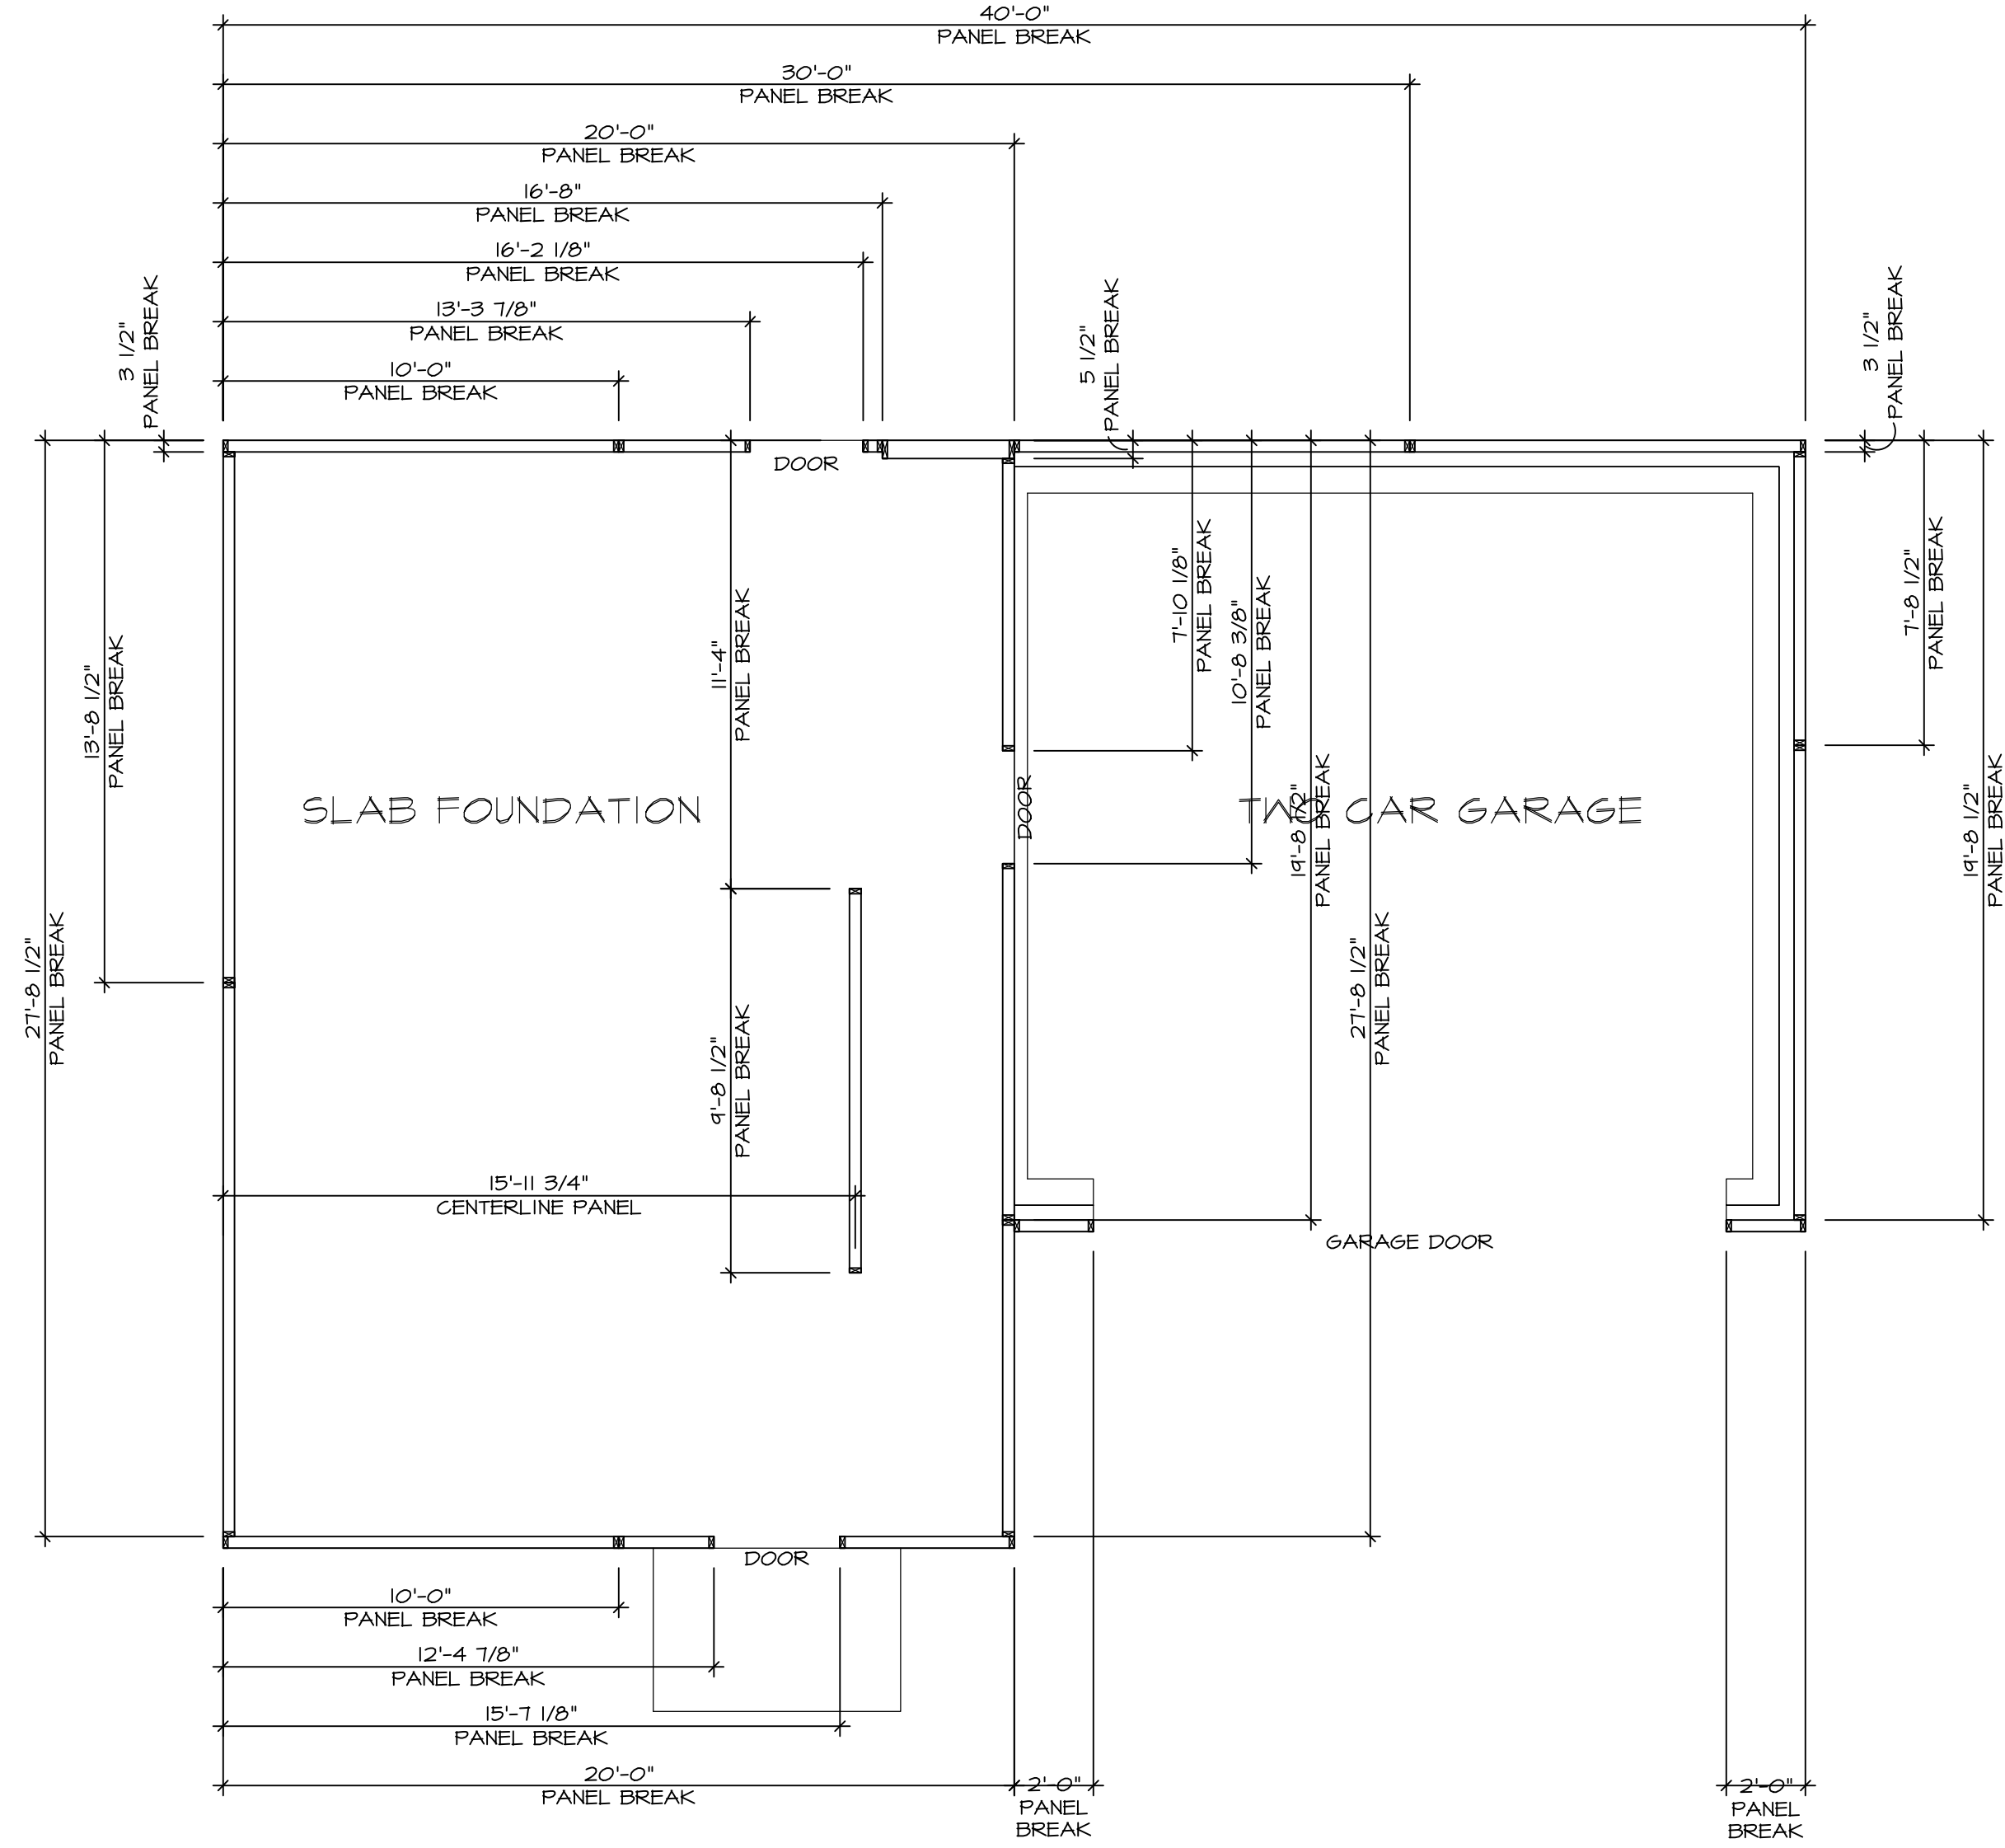 40'-0"
PANEL BREAK
30'-0"
PANEL BREAK
20'-0"
PANEL BREAK
16'-8"
PANEL BREAK
16'-2 1/8"
PANEL BREAK
13'-3 7/8"
PANEL BREAK
10'-0"
PANEL BREAK
3 1/2"
PANEL BREAK
5 1/2"
PANEL BREAK
3 1/2"
PANEL BREAK
DOOR
27'-8 1/2"
PANEL BREAK
13'-8 1/2"
PANEL BREAK
11'-4"
PANEL BREAK
7'-10 1/8"
PANEL BREAK
10'-8 3/8"
PANEL BREAK
7'-8 1/2"
PANEL BREAK
SLAB FOUNDATION
DOOR
TWO CAR GARAGE
19'-8 1/2"
PANEL BREAK
27'-8 1/2"
PANEL BREAK
19'-8 1/2"
PANEL BREAK
9'-8 1/2"
PANEL BREAK
15'-11 3/4"
CENTERLINE PANEL
GARAGE DOOR
DOOR
10'-0"
PANEL BREAK
12'-4 7/8"
PANEL BREAK
15'-7 1/8"
PANEL BREAK
20'-0"
PANEL BREAK
2'-0"
PANEL
BREAK
2'-0"
PANEL
BREAK